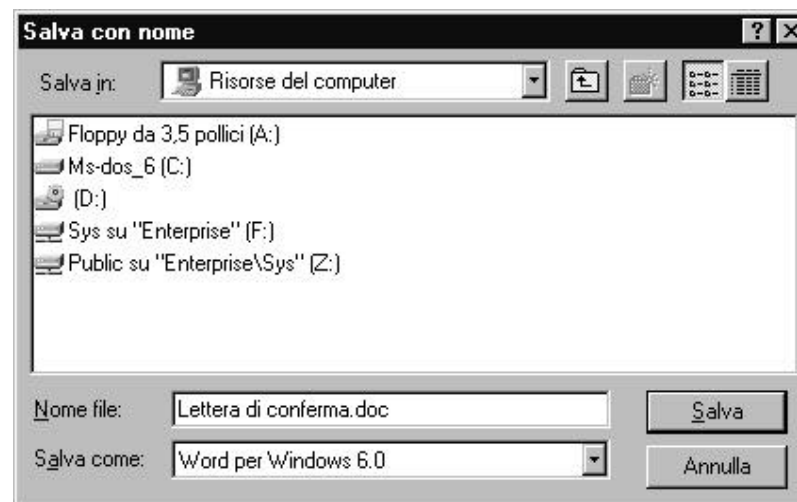 Salva con nome
Salva in: Risorse del computer
Floppy da 3,5 pollici (A:)
Ms-dos_6 (C:)
(D:)
Sys su "Enterprise" (F:)
Public su "Enterprise\Sys" (Z:)
Nome file: Lettera di conferma.doc Salva
Salva come: Word per Windows 6.0 Annulla